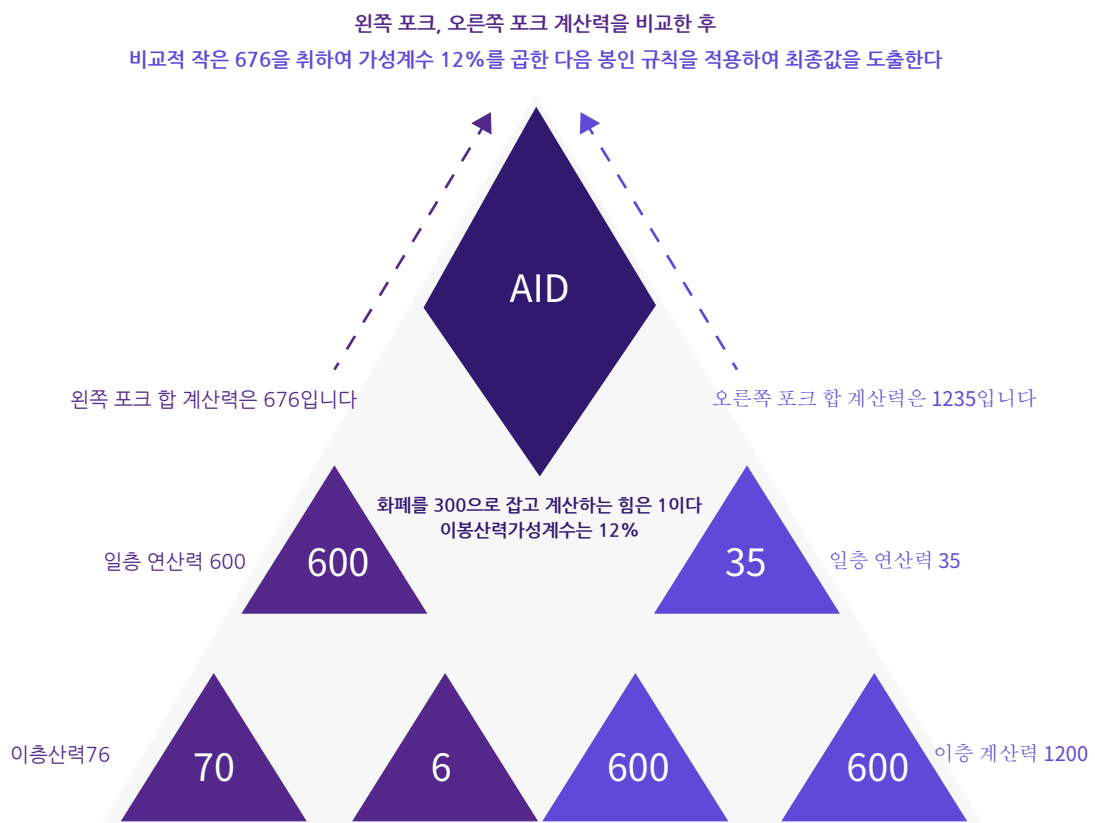 왼쪽 포크, 오른쪽 포크 계산력을 비교한 후
비교적 작은 676을 취하여 가성계수 12%를 곱한 다음 봉인 규칙을 적용하여 최종값을 도출한다
AID
왼쪽 포크 합 계산력은 676입니다
오른쪽 포크 합 계산력은 1235입니다
화폐를 300으로 잡고 계산하는 힘은 1이다
이봉산력가성계수는 12%
일층 연산력 600
600
35
일층 연산력 35
이층산력76
70
6
600
600
이층 계산력 1200